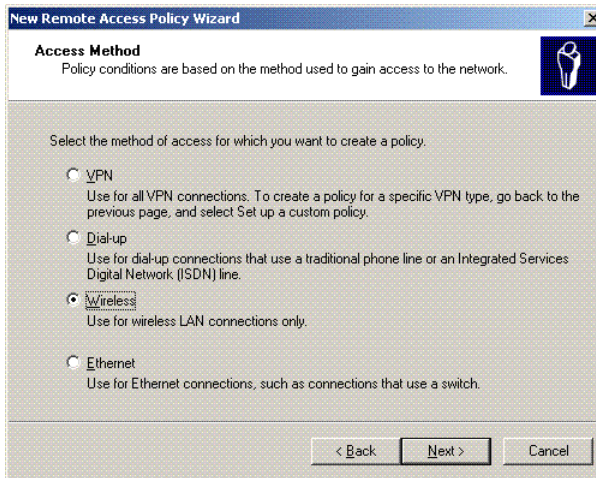 New Remote Access Policy Wizard
Access Method
Policy conditions are based on the method used to gain access to the network.
Select the method of access for which you want to create a policy.
VPN
Use for all VPN connections. To create a policy for a specific VPN type, go back to the
previous page, and select Set up a custom policy.
Dial-up
Use for dial-up connections that use a traditional phone line or an Integrated Services
Digital Network (ISDN) line.
Wireless
Use for wireless LAN connections only.
Ethernet
Use for Ethernet connections, such as connections that use a switch.
< Back
Next >
Cancel